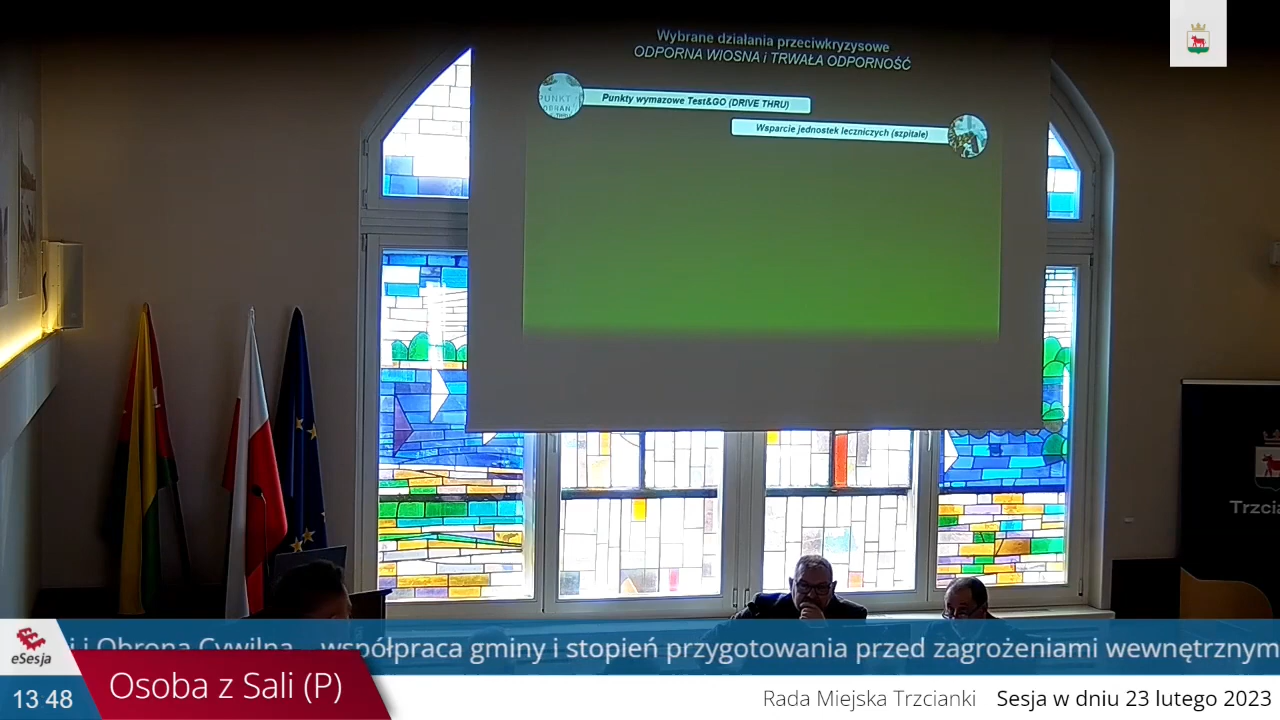 Wybrane działania przeciwkryzysowe
ODPORNA WIOSNA i TRWAŁA ODPORNOŚĆ
PUNKT
Punkty wymazowe Test&GO (DRIVE THRU)
Wsparcie jednostek leczniczych (szpitale)
i i Obrona Cywilna - współpraca gminy i stopień przygotowania przed zagrożeniami wewnętrznym
eSesja
13 48
Osoba z Sali (P)
Rada Miejska Trzcianki
Sesja w dniu 23 lutego 2023